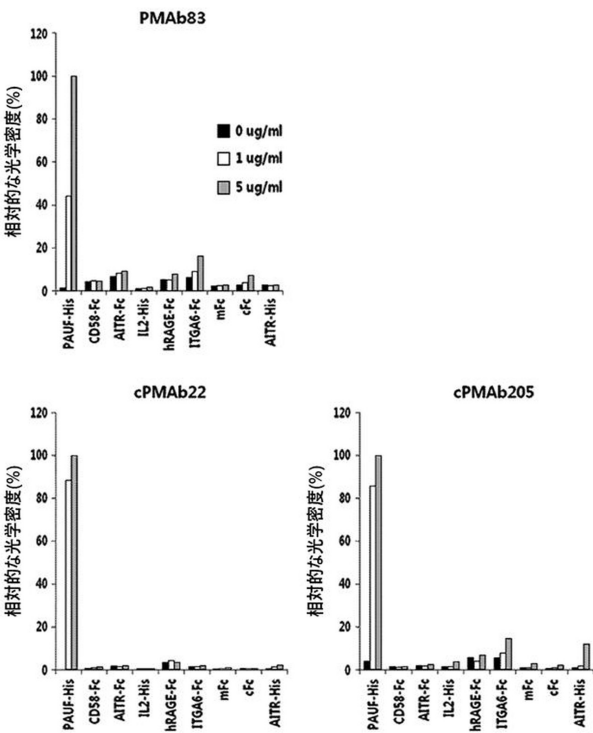 PMAb83
相対的な光学密度(%)
120
100
80
60
40
20
0
0 ug/ml
1 ug/ml
5 ug/ml
PAUF-His
CD58-Fc
AITR-Fc
IL2-His
hRAGE-Fc
ITGA6-Fc
mFc
cFc
AITR-His
cPMAb22
相対的な光学密度(%)
120
100
80
60
40
20
0
PAUF-His
CD58-Fc
AITR-Fc
IL2-His
hRAGE-Fc
ITGA6-Fc
mFc
cFc
AITR-His
cPMAb205
相対的な光学密度(%)
120
100
80
60
40
20
0
PAUF-His
CD58-Fc
AITR-Fc
IL2-His
hRAGE-Fc
ITGA6-Fc
mFc
cFc
AITR-His